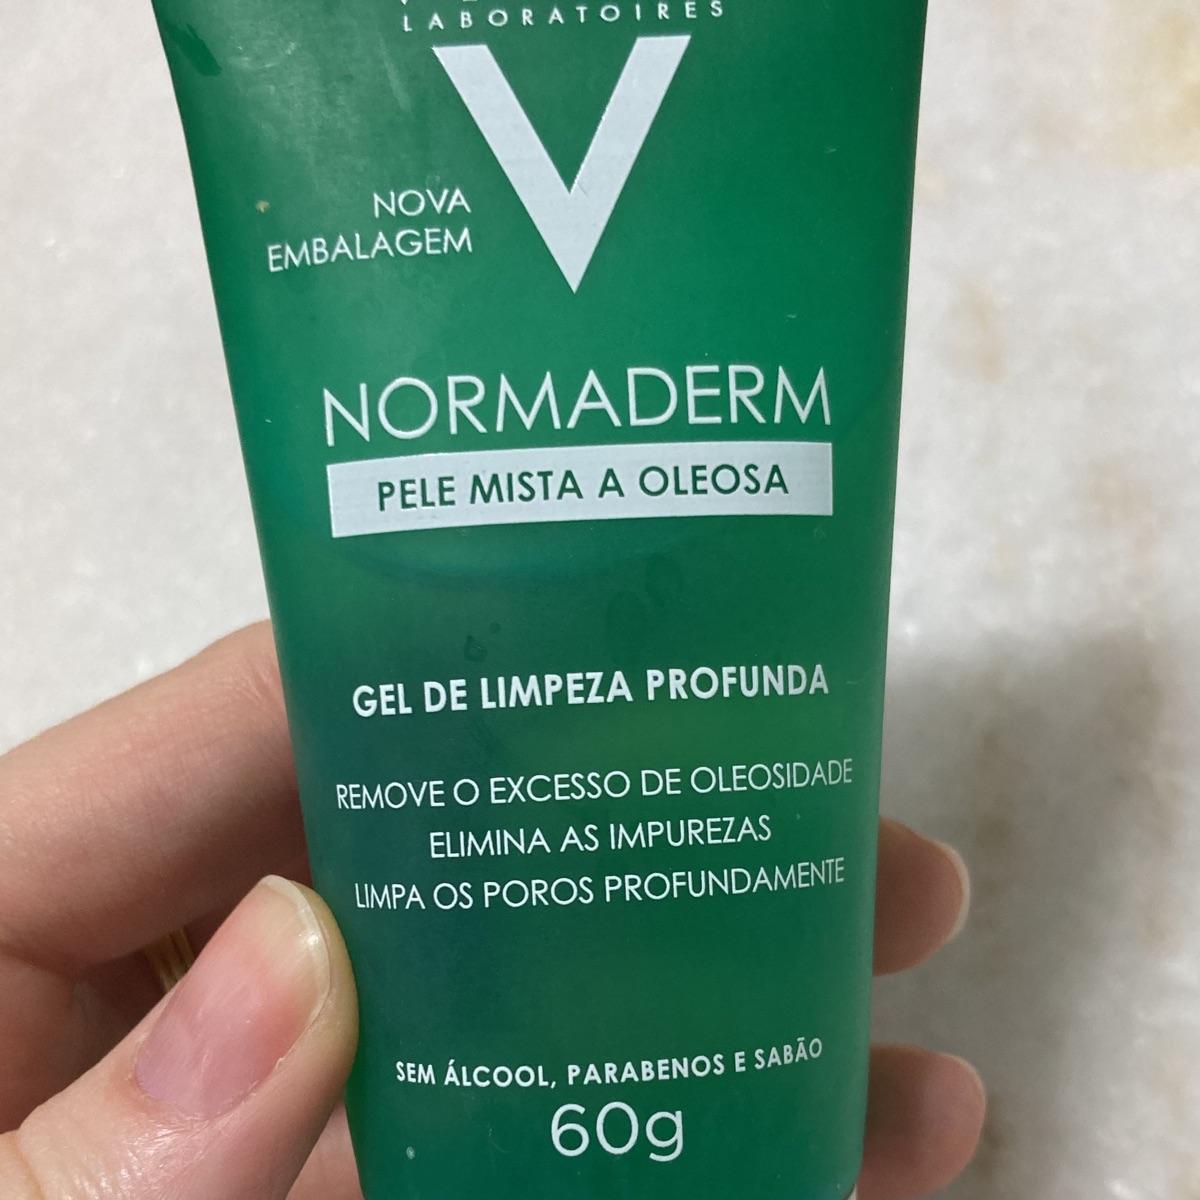 LABORATOIRES
V
NOVA
EMBALAGEM
NORMADERM
PELE MISTA A OLEOSA
GEL DE LIMPEZA PROFUNDA
REMOVE O EXCESSO DE OLEOSIDADE
ELIMINA AS IMPUREZAS
LIMPA OS POROS PROFUNDAMENTE
SEM ÁLCOOL, PARABENOS E SABÃO
60g